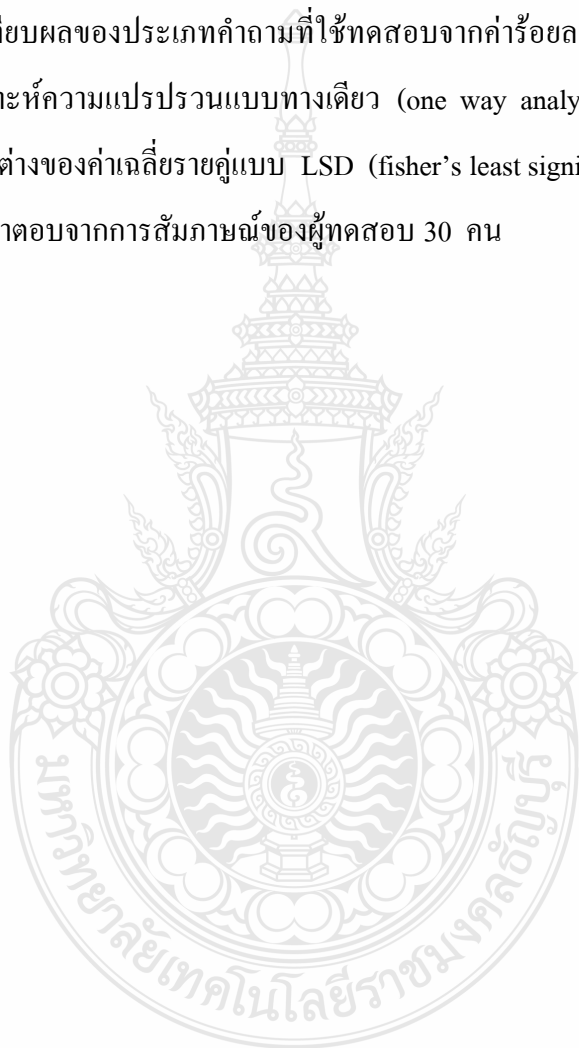 ียบผลของประเภทคำถามที่ใช้ทดสอบจากค่าร้อยล
ะห์ความแปรปรวนแบบทางเดียว (one way analy
ต่างของค่าเฉลี่ยรายคู่แบบ LSD (fisher's least signi
าตอบจากการสัมภาษณ์ของผู้ทดสอบ 30 คน
มหาวิทยาลัยเทคโนโลยีราชมงคลธัญบุรี